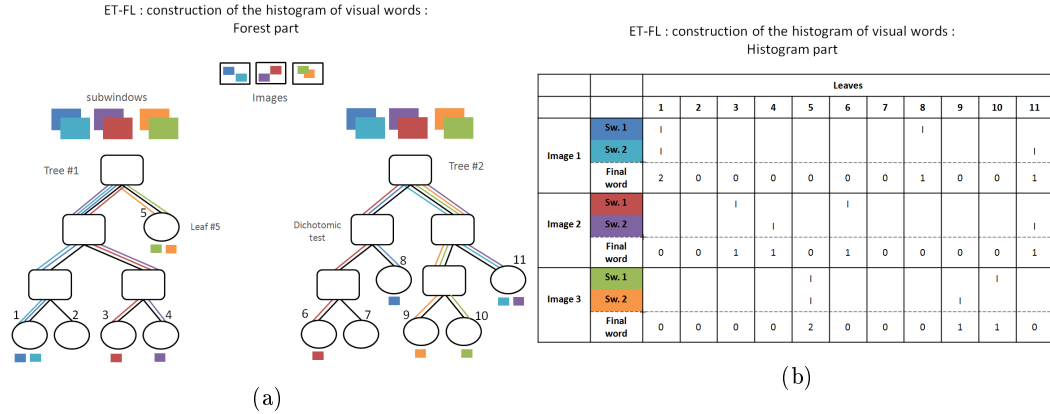 ET-FL : construction of the histogram of visual words :
Forest part
subwindows
Images
Tree #1
Tree #2
5
Leaf #5
Dichotomic
test
8
11
1
2
3
4
6
7
9
10
(a)
ET-FL : construction of the histogram of visual words :
Histogram part
Leaves
1 2 3 4 5 6 7 8 9 10 11
Image 1
Sw. 1 I I
Sw. 2 I I
Final
word 2 0 0 0 0 0 0 1 0 0 1
Image 2
Sw. 1 I I
Sw. 2 I I
Final
word 0 0 1 1 0 1 0 0 0 0 1
Image 3
Sw. 1 I I
Sw. 2 I I
Final
word 0 0 0 0 2 0 0 0 1 1 0
(b)